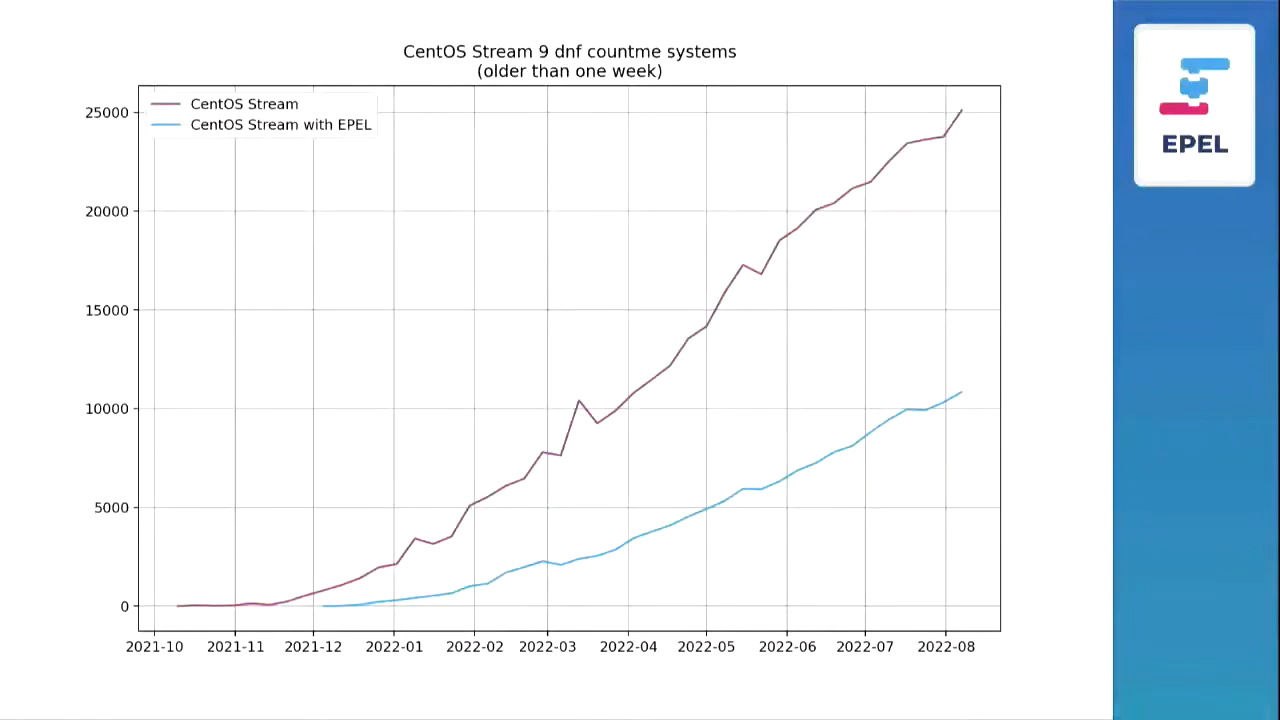 CentOS Stream 9 dnf countme systems
(older than one week)
CentOS Stream
CentOS Stream with EPEL
25000
20000
15000
10000
5000
0
2021-10 2021-11 2021-12 2022-01 2022-02 2022-03 2022-04 2022-05 2022-06 2022-07 2022-08
EPEL